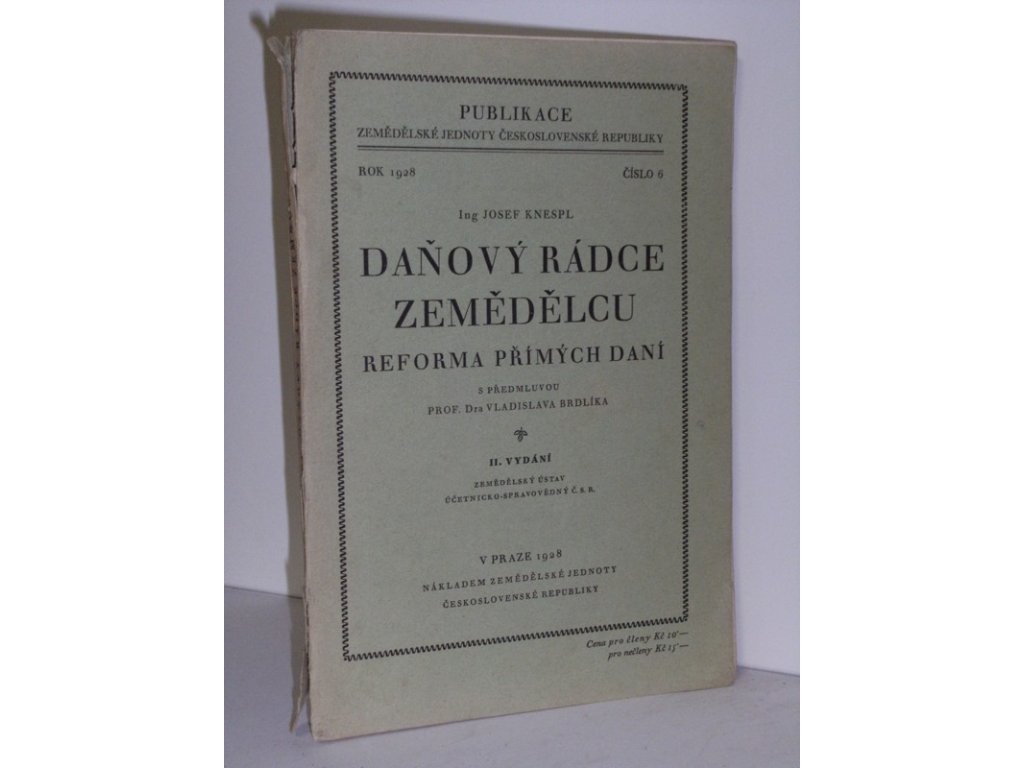 PUBLIKACE
ZEMĚDĚLSKÉ JEDNOTY ČESKOSLOVENSKÉ REPUBLIKY
ROK 1928 ČÍSLO 6
Ing JOSEF KNESPL
DAŇOVÝ RÁDCE
ZEMĚDĚLCU
REFORMA PŘÍMÝCH DANÍ
S PŘEDMLUVOU
PROF. Dra VLADISLAVA BRDLÍKA
II. VYDÁNÍ
ZEMĚDĚLSKÝ ÚSTAV
ÚČETNICKO-SPRAVOVĚDNÝ Č. S. R.
V PRAZE 1928
NÁKLADEM ZEMĚDĚLSKÉ JEDNOTY
ČESKOSLOVENSKÉ REPUBLIKY
Cena pro členy Kč 10·—
pro nečleny Kč 15·—